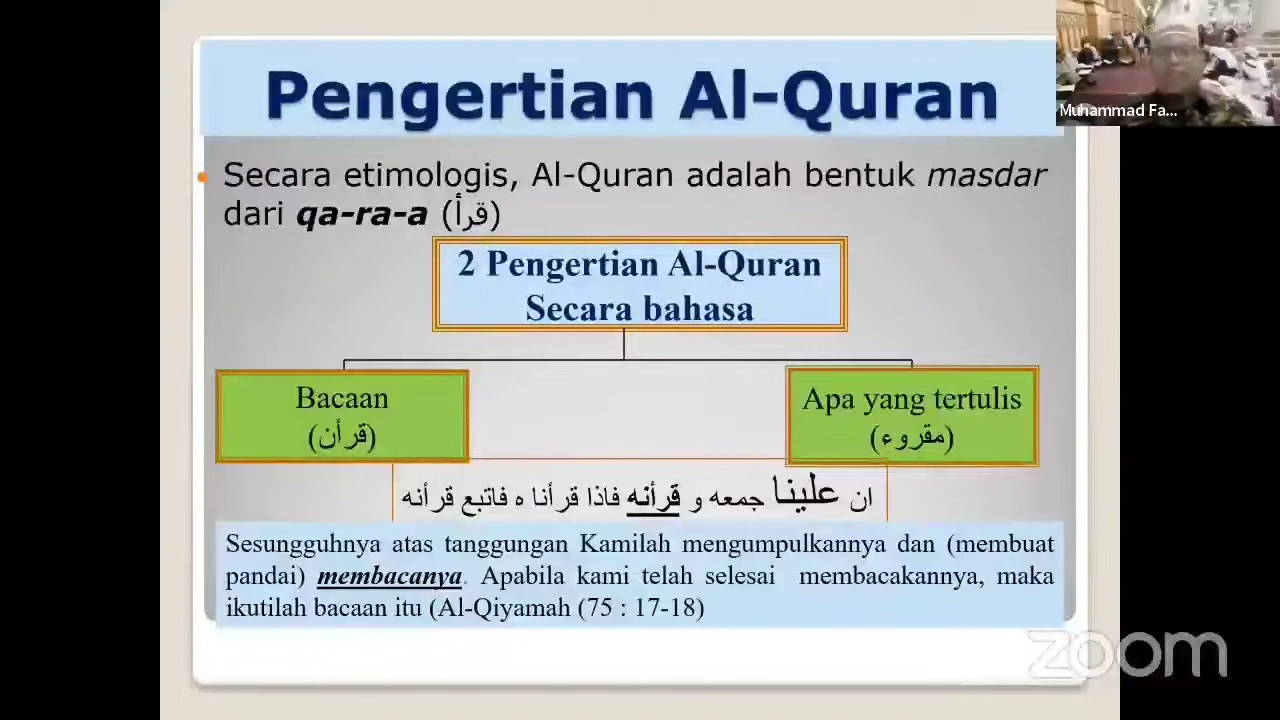 Pengertian Al-Quran
Muhammad Fa...
• Secara etimologis, Al-Quran adalah bentuk masdar
dari qa-ra-a (قرأ)
2 Pengertian Al-Quran
Secara bahasa
Bacaan
(قرأن)
Apa yang tertulis
(مقروء)
ان علينا جمعه و قرأنه فاذا قرأنا ه فاتبع قرأنه
Sesungguhnya atas tanggungan Kamilah mengumpulkannya dan (membuat
pandai) membacanya. Apabila kami telah selesai membacakannya, maka
ikutilah bacaan itu (Al-Qiyamah (75 : 17-18)
zoom